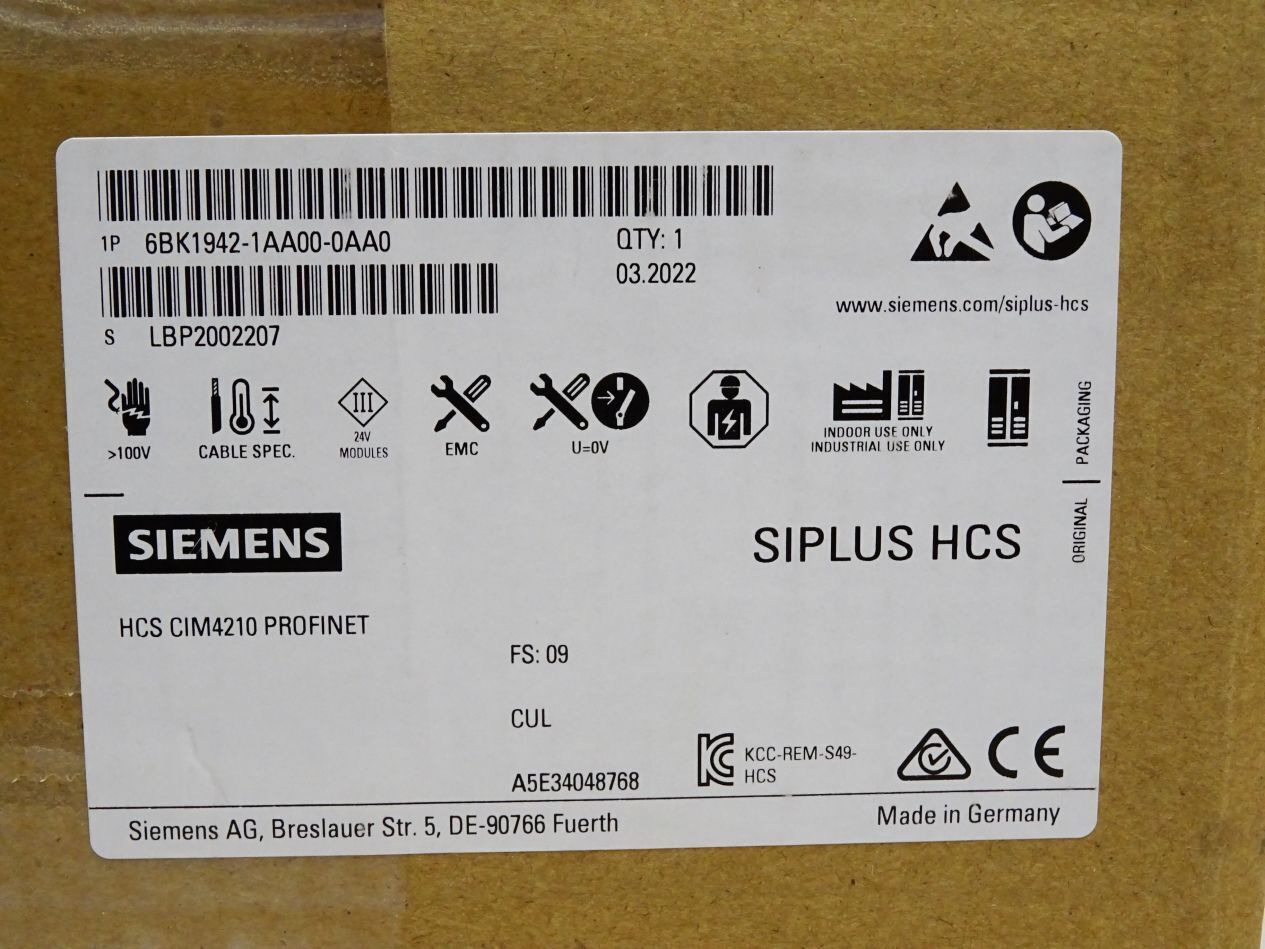 1P 6BK1942-1AA00-0AA0 QTY: 1
03.2022
www.siemens.com/siplus-hcs
S LBP2002207
>100V
CABLE SPEC.
III
24V
MODULES
EMC
U=0V
INDOOR USE ONLY
INDUSTRIAL USE ONLY
PACKAGING
ORIGINAL
SIEMENS
SIPLUS HCS
HCS CIM4210 PROFINET
FS: 09
CUL
KCC-REM-S49-
HCS
CE
A5E34048768
Siemens AG, Breslauer Str. 5, DE-90766 Fuerth
Made in Germany